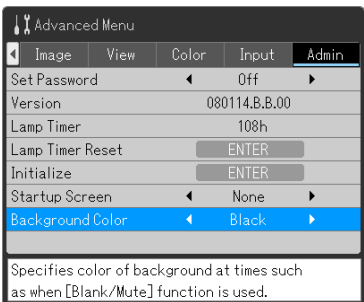 Advanced Menu
Image View Color Input Admin
Set Password Off
Version 080114.B.B.00
Lamp Timer 108h
Lamp Timer Reset ENTER
Initialize ENTER
Startup Screen None
Background Color Black
Specifies color of background at times such
as when [Blank/Mute] function is used.